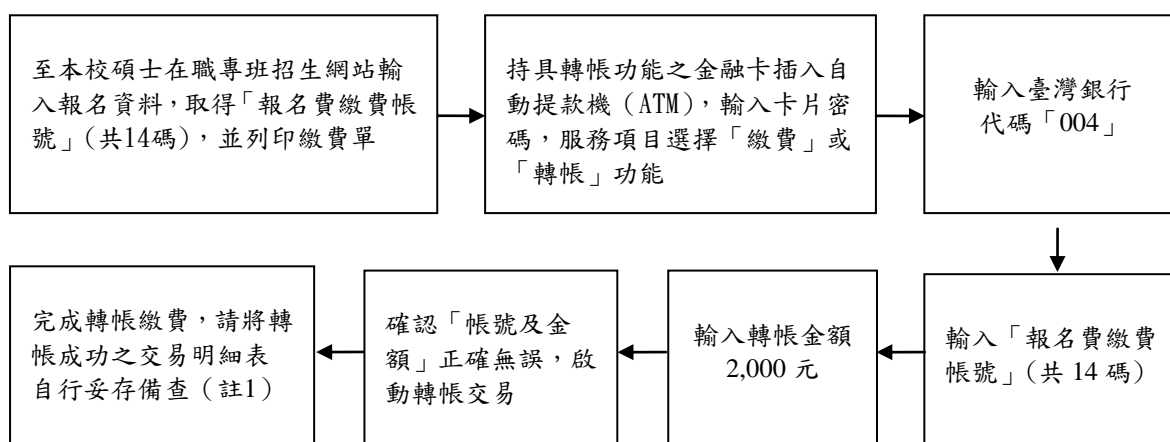 至本校碩士在職專班招生網站輸
入報名資料，取得「報名費繳費帳
號」(共14碼)，並列印繳費單
持具轉帳功能之金融卡插入自
動提款機（ATM)，輸入卡片密
碼，服務項目選擇「繳費」或
「轉帳」功能
輸入臺灣銀行
代碼「004」
輸入「報名費繳費
帳號」(共 14 碼)
輸入轉帳金額
2,000 元
確認「帳號及金
額」正確無誤，啟
動轉帳交易
完成轉帳繳費，請將轉
帳成功之交易明細表
自行妥存備查（註1）